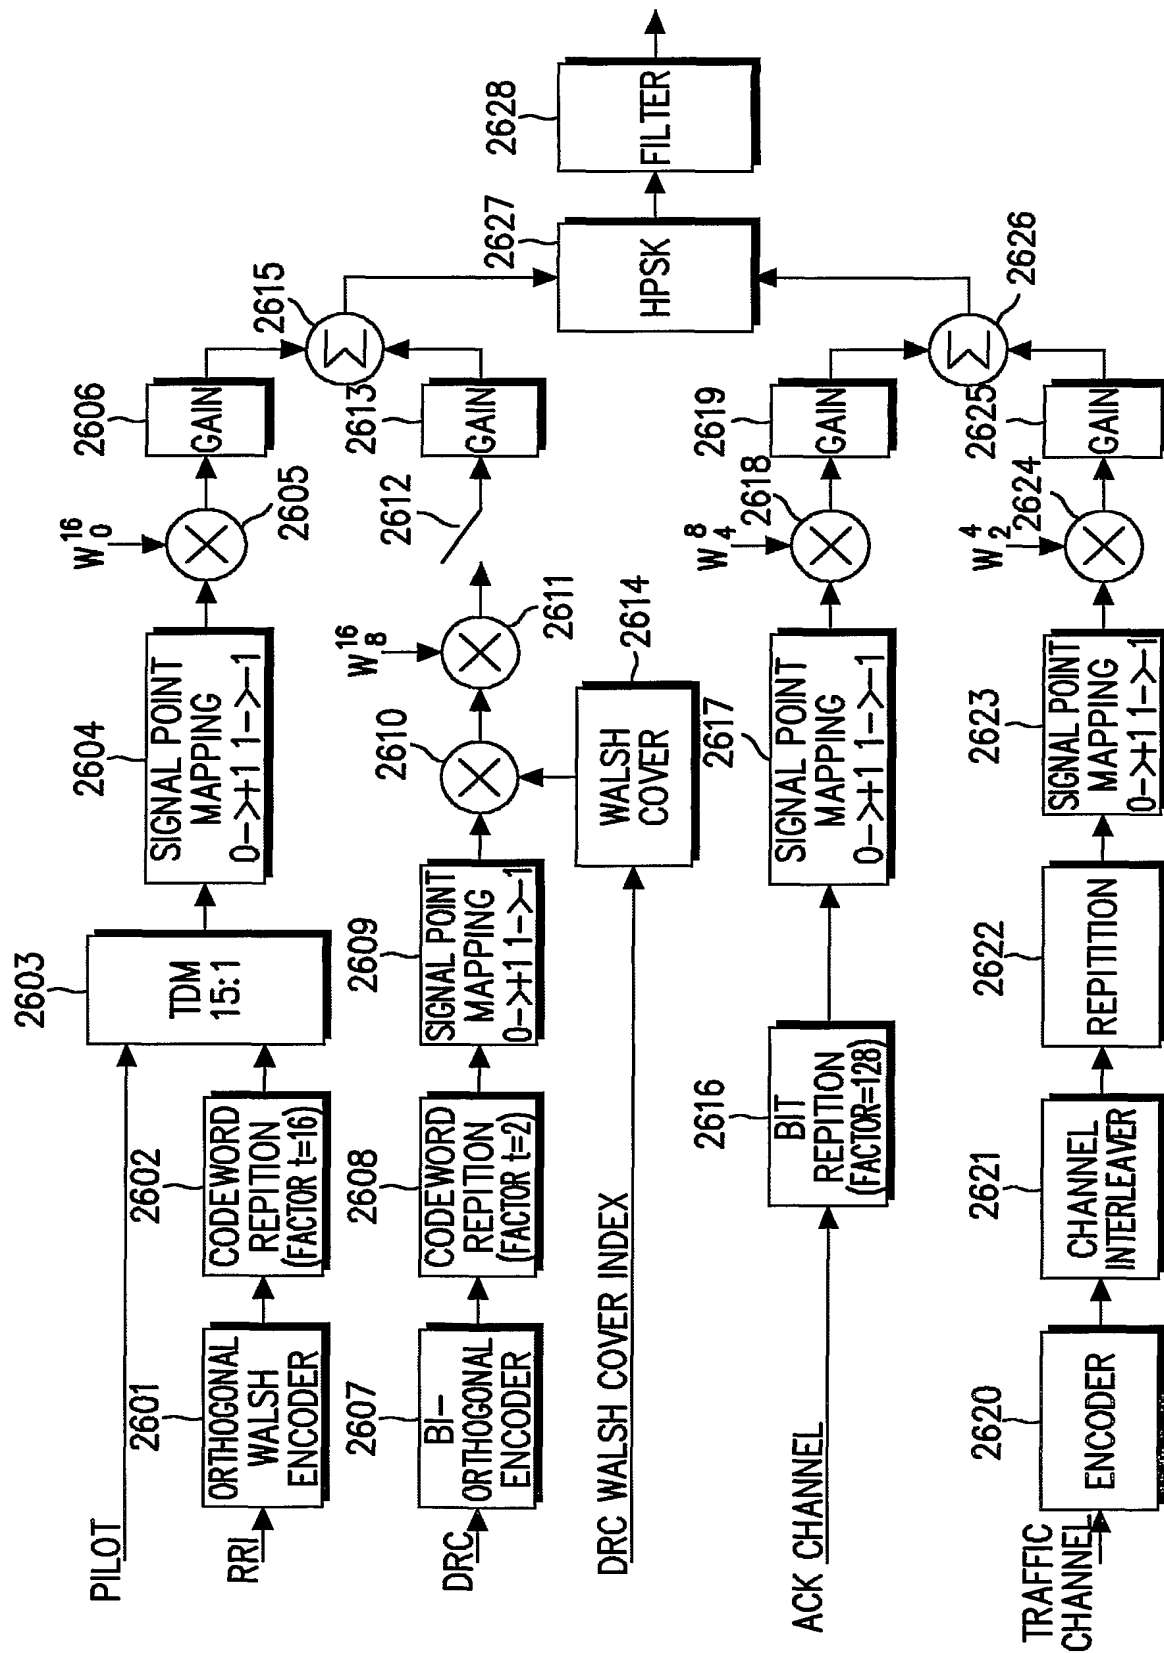 PILOT
RRI
2601
ORTHOGONAL
WALSH
ENCODER
2602
CODEWORD
REPITION
(FACTOR t=16)
2603
TDM
15:1
2604
SIGNAL POINT
MAPPING
0->+1 1->-1
W 16 0
2605
2606
GAIN
2615
Σ
DRC
2607
BI-
ORTHOGONAL
ENCODER
2608
CODEWORD
REPITION
(FACTOR t=2)
2609
SIGNAL POINT
MAPPING
0->+1 1->-1
2610
W 16 8
2611
2612
2613
GAIN
DRC WALSH COVER INDEX
2614
WALSH
COVER
2627
HPSK
2628
FILTER
ACK CHANNEL
2616
BIT
REPITION
(FACTOR=128)
2617
SIGNAL POINT
MAPPING
0->+1 1->-1
W 8 4
2618
2619
GAIN
2626
Σ
TRAFFIC
CHANNEL
2620
ENCODER
2621
CHANNEL
INTERLEAVER
2622
REPITITION
2623
SIGNAL POINT
MAPPING
0->+1 1->-1
W 4 2
2624
2625
GAIN